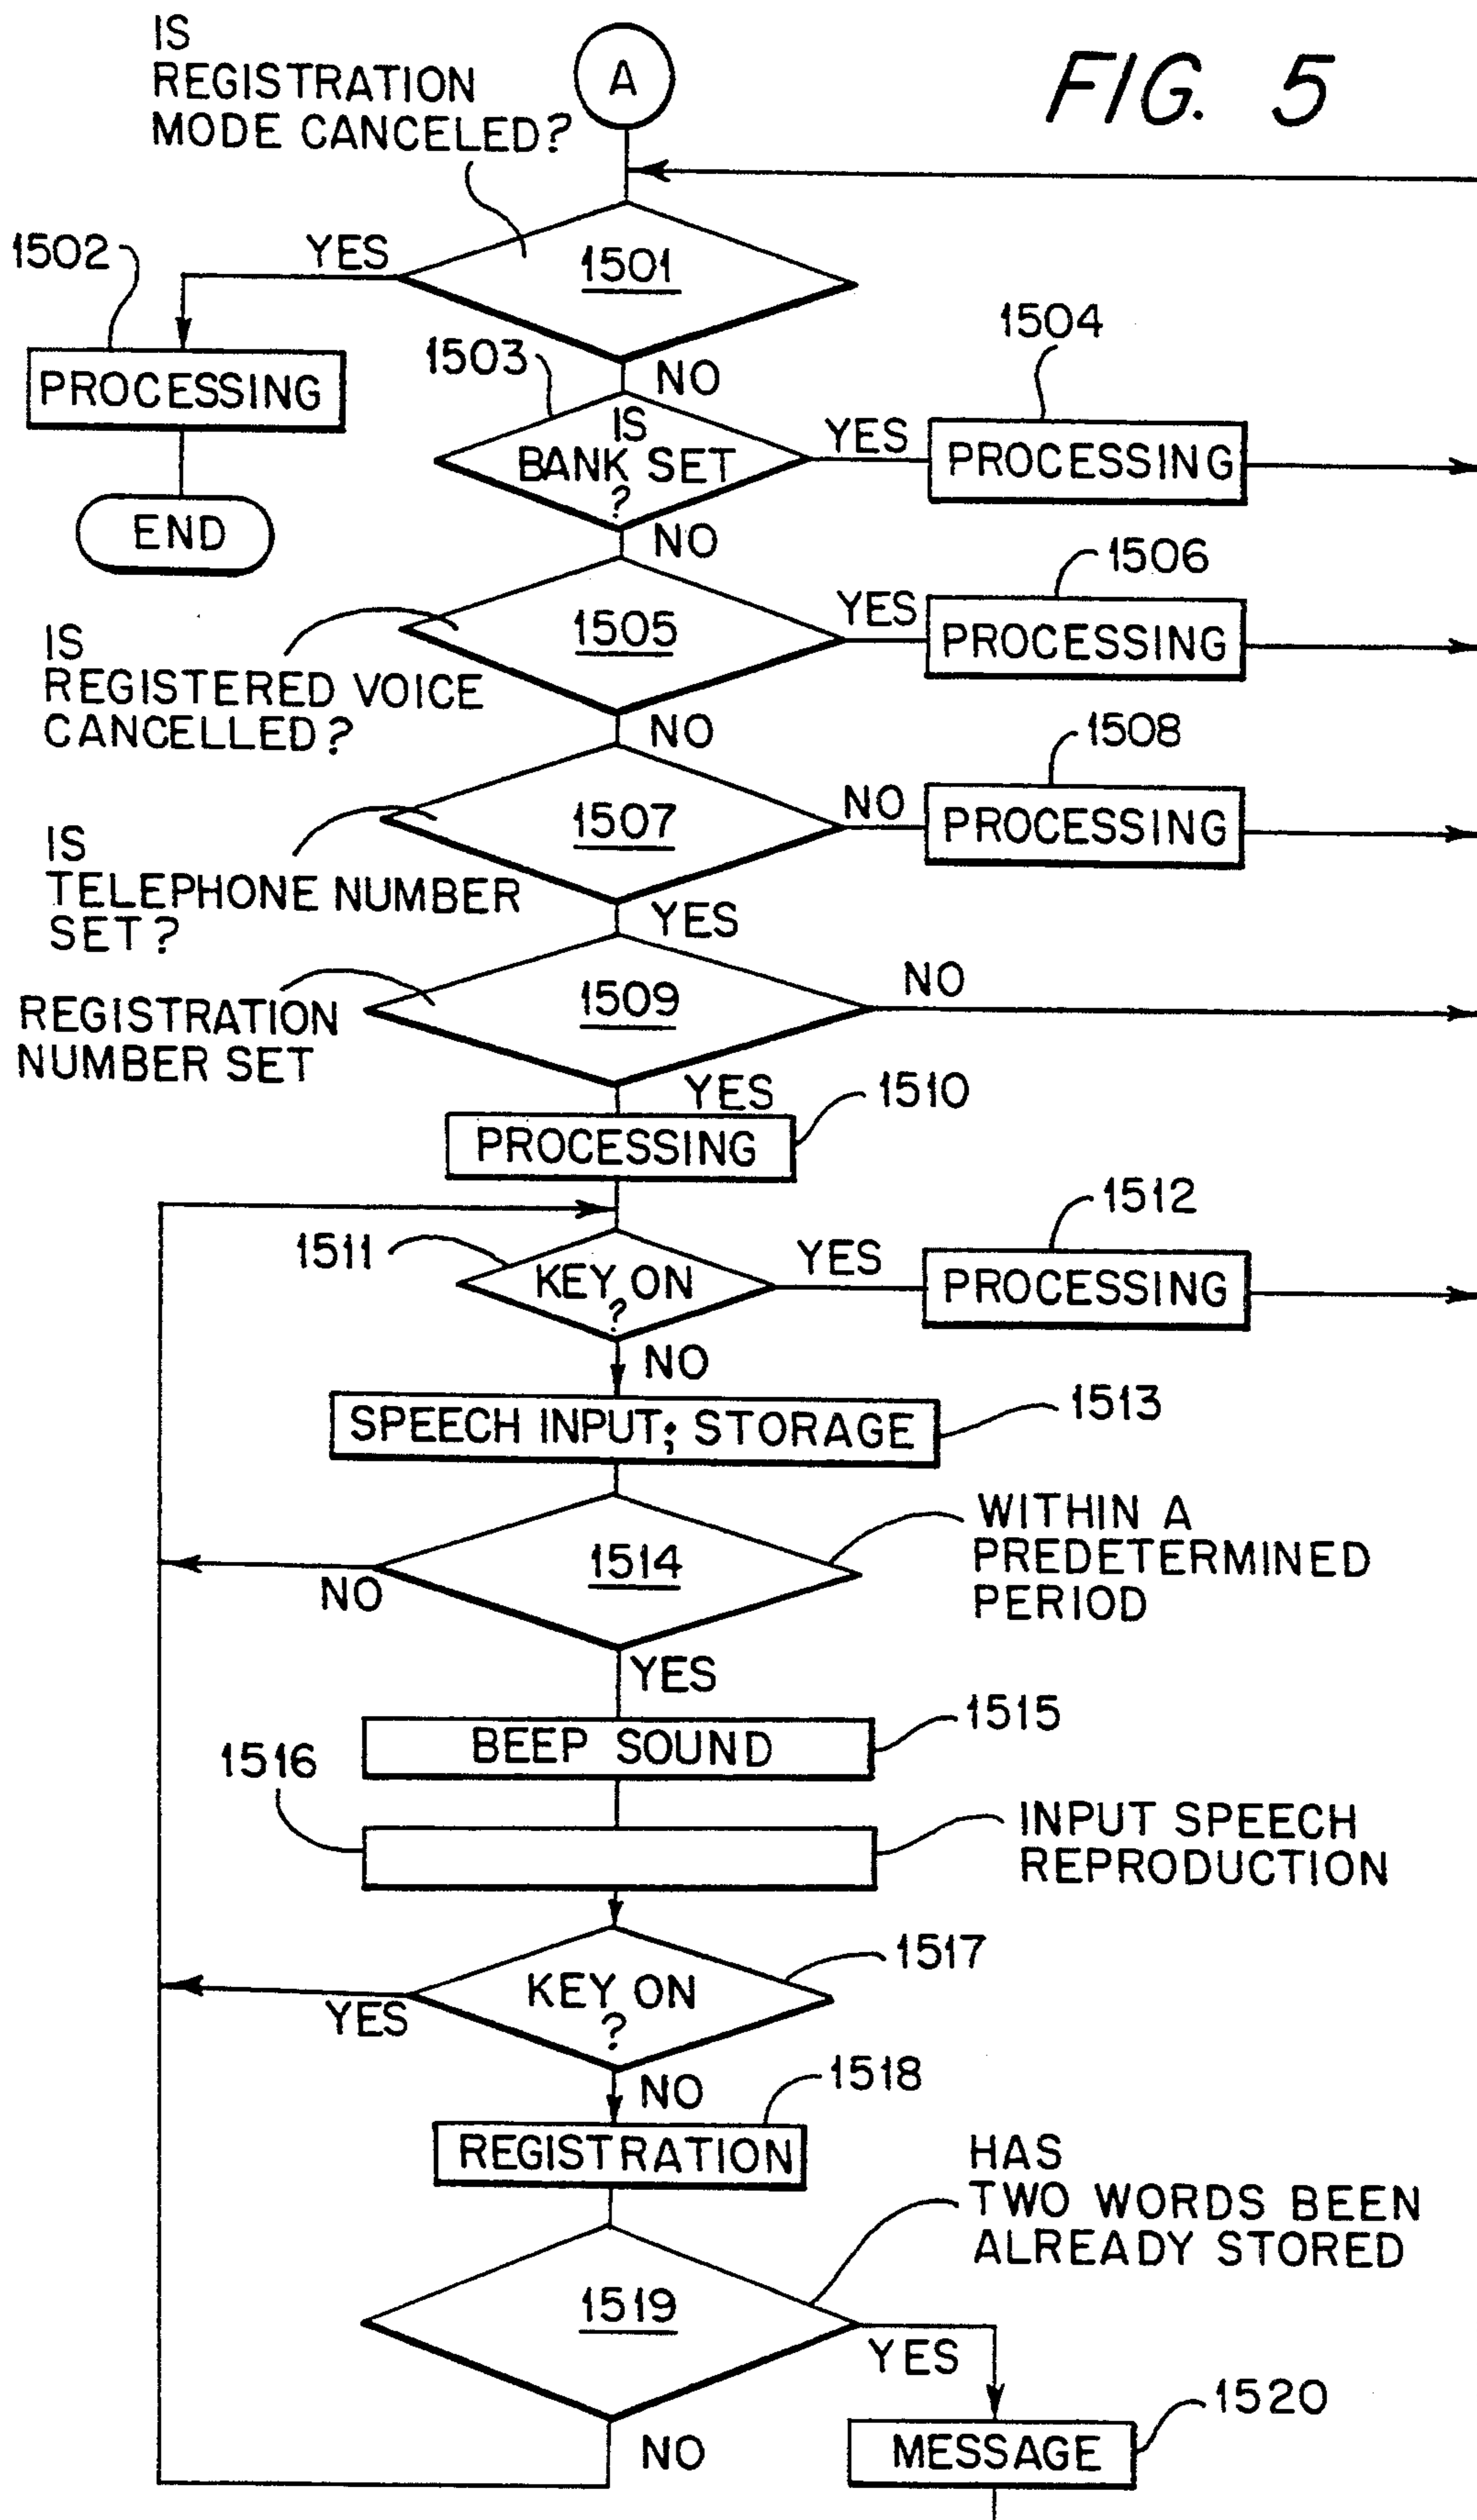 IS
REGISTRATION
MODE CANCELED?
A
FIG. 5
1502
YES
1501
PROCESSING
1503
NO
1504
IS
BANK SET
?
YES
PROCESSING
END
NO
1506
1505
YES
PROCESSING
IS
REGISTERED VOICE
CANCELLED?
NO
1508
1507
NO
PROCESSING
IS
TELEPHONE NUMBER
SET?
YES
REGISTRATION
NUMBER SET
1509
NO
YES
1510
PROCESSING
1512
1511
KEY ON
?
YES
PROCESSING
NO
SPEECH INPUT; STORAGE
1513
1514
WITHIN A
PREDETERMINED
PERIOD
NO
YES
BEEP SOUND
1515
1516
INPUT SPEECH
REPRODUCTION
1517
KEY ON
?
YES
NO
1518
REGISTRATION
HAS
TWO WORDS BEEN
ALREADY STORED
1519
YES
1520
NO
MESSAGE